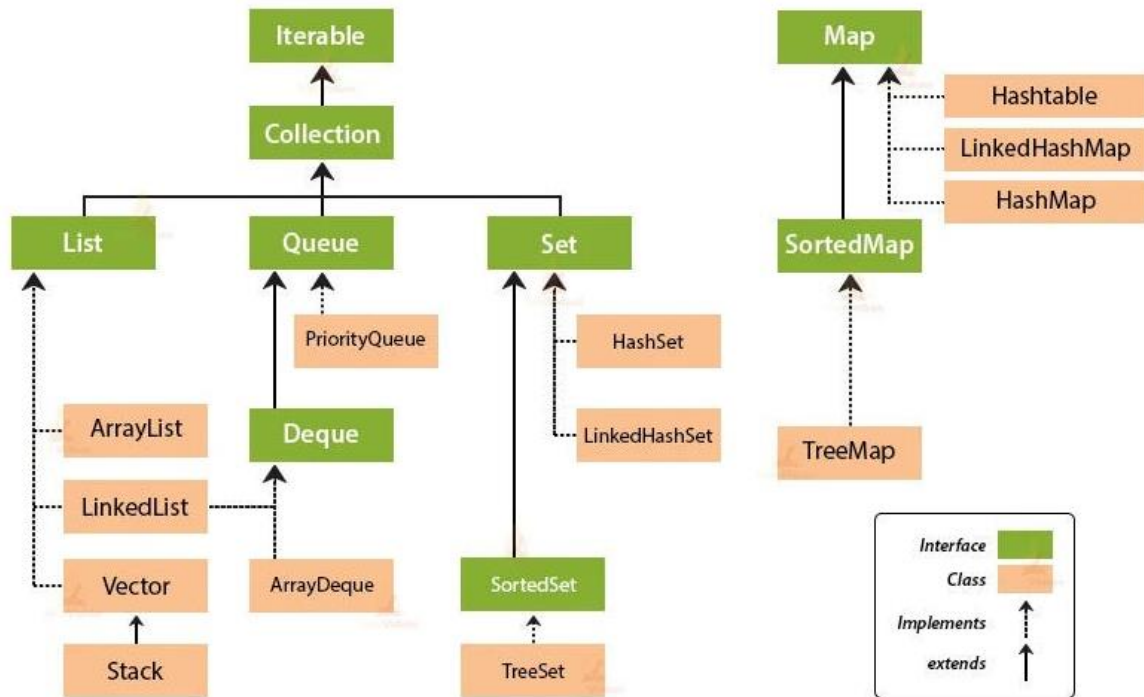 Iterable
Map
Hashtable
Collection
LinkedHashMap
HashMap
List
Queue
Set
SortedMap
PriorityQueue
HashSet
ArrayList
Deque
LinkedHashSet
TreeMap
LinkedList
Interface
Vector
ArrayDeque
SortedSet
Class
Implements
Stack
TreeSet
extends